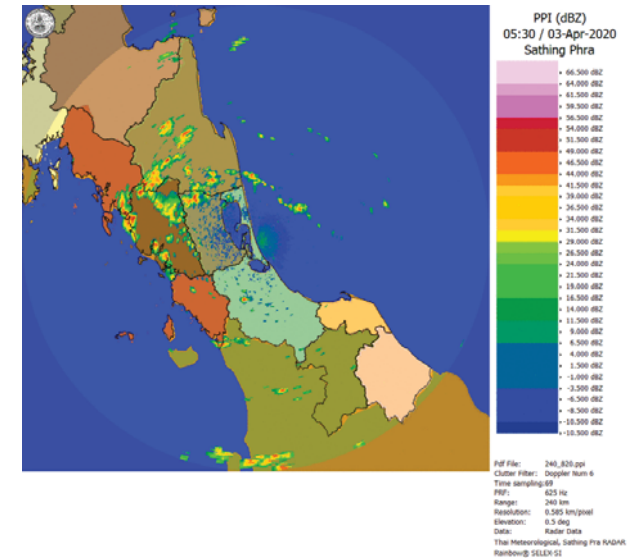 PPI (dBZ)
05:30 / 03-Apr-2020
Sathing Phra
> 66.500 dBZ
> 64.000 dBZ
> 61.500 dBZ
> 59.500 dBZ
> 56.500 dBZ
> 54.000 dBZ
> 51.500 dBZ
> 49.000 dBZ
> 46.500 dBZ
> 44.000 dBZ
> 41.500 dBZ
> 39.000 dBZ
> 36.500 dBZ
> 34.000 dBZ
> 31.500 dBZ
> 29.000 dBZ
> 26.500 dBZ
> 24.000 dBZ
> 21.500 dBZ
> 19.000 dBZ
> 16.500 dBZ
> 14.000 dBZ
> 11.500 dBZ
> 9.000 dBZ
> 6.500 dBZ
> 4.000 dBZ
> 1.500 dBZ
> -1.000 dBZ
> -3.500 dBZ
> -6.500 dBZ
> -8.500 dBZ
> -10.500 dBZ
> -10.500 dBZ
Pdf File: 240_820.ppi
Clutter Filter: Doppler Num 6
Time sampling:69
PRF: 625 Hz
Range: 240 km
Resolution: 0.585 km/pixel
Elevation: 0.5 deg
Data: Radar Data
Thai Meteorological, Sathing Pra RADAR
Rainbow® SELEX-SI